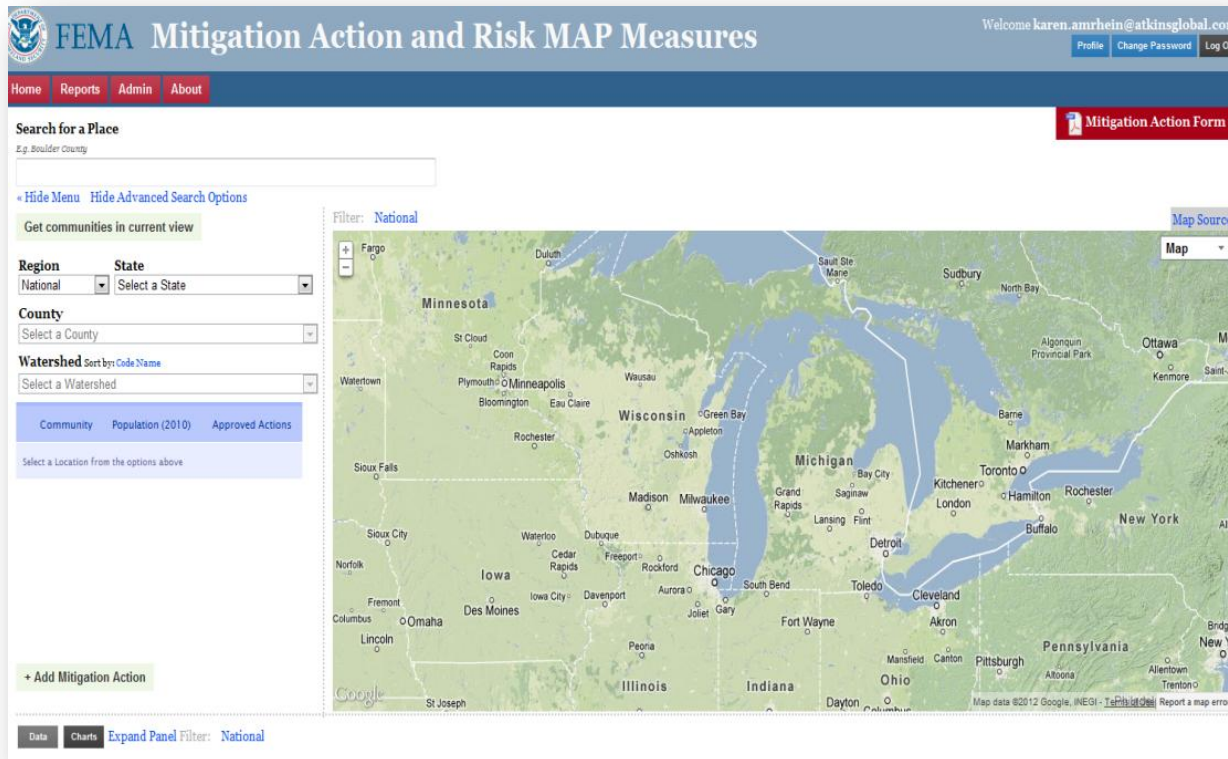 FEMA Mitigation Action and Risk MAP Measures
Welcome karen.amrhein@atkinsglobal.co
Profile Change Password Log O
Home Reports Admin About
Mitigation Action Form
Search for a Place
E.g. Boulder County
« Hide Menu Hide Advanced Search Options
Get communities in current view
Filter: National
Map Source
Region State
National Select a State
County
Select a County
Watershed Sort by: Code Name
Select a Watershed
Community Population (2010) Approved Actions
Select a Location from the options above
+ Add Mitigation Action
+
−
Map
Fargo
Duluth
Sault Ste
Marie
Sudbury
North Bay
Minnesota
St Cloud
Coon
Rapids
Algonquin
Provincial Park
Ottawa
Kenmore
Saint-
Watertown
Plymouth Minneapolis
Bloomington
Eau Claire
Wausau
Wisconsin
Green Bay
Appleton
Oshkosh
Rochester
Barrie
Markham
Toronto
Sioux Falls
Michigan
Bay City
Kitchener
Hamilton
Rochester
Madison
Milwaukee
Grand
Rapids
Saginaw
London
Lansing
Flint
Buffalo
New York
Sioux City
Waterloo
Dubuque
Detroit
Norfolk
Iowa
Cedar
Rapids
Freeport
Rockford
Chicago
Aurora
South Bend
Toledo
Cleveland
Fremont
Columbus
Omaha
Des Moines
Iowa City
Davenport
Joliet
Gary
Fort Wayne
Akron
Lincoln
Peoria
Mansfield
Canton
Pittsburgh
Pennsylvania
Altoona
Allentown
Trenton
Bridg
New Y
Illinois
Indiana
Ohio
Google
St Joseph
Dayton
Columbus
Map data ©2012 Google, INEGI - Terms of Use Report a map erro
Data Charts Expand Panel Filter: National